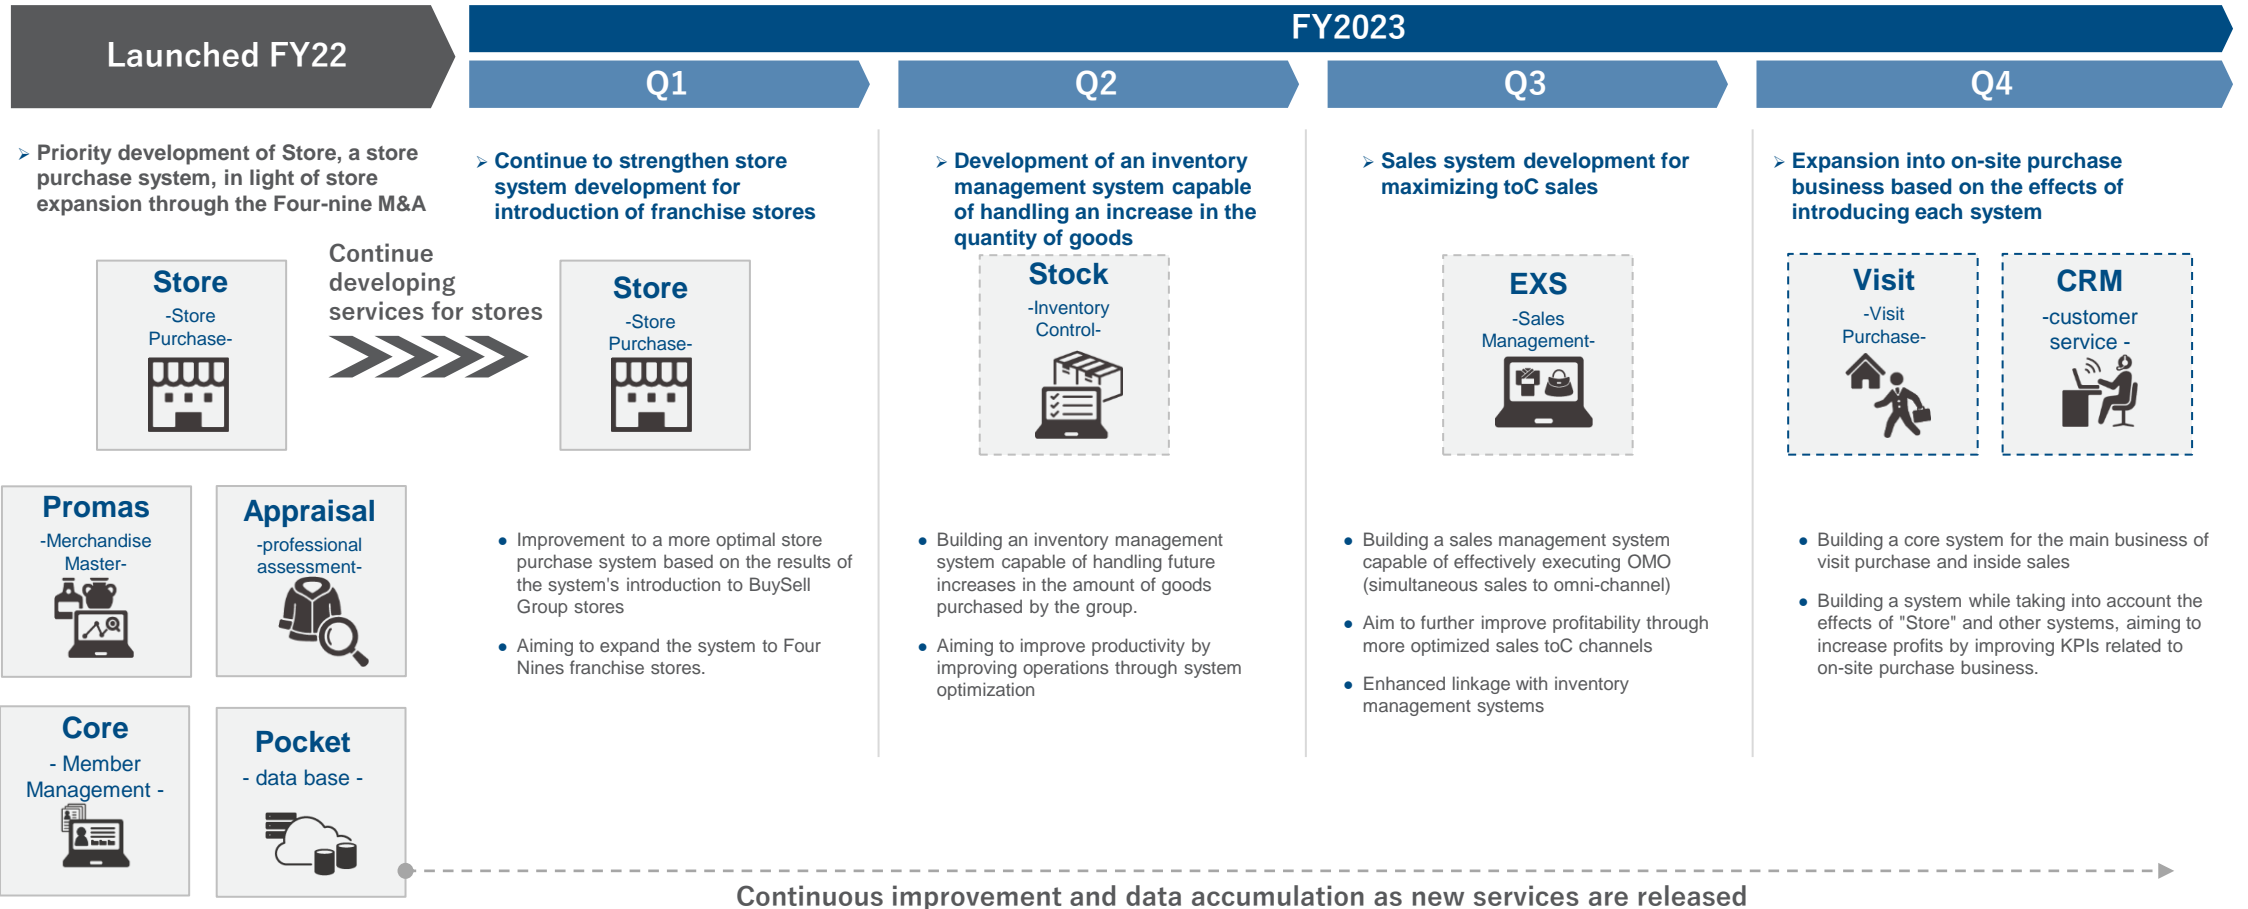 Launched FY22
FY2023
Q1
Q2
Q3
Q4
➢ Priority development of Store, a store
purchase system, in light of store
expansion through the Four-nine M&A
Store
-Store
Purchase-
Continue
developing
services for stores
Promas
-Merchandise
Master-
Appraisal
-professional
assessment-
Core
- Member
Management -
Pocket
- data base -
➢ Continue to strengthen store
system development for
introduction of franchise stores
Store
-Store
Purchase-
● Improvement to a more optimal store
purchase system based on the results of
the system's introduction to BuySell
Group stores
● Aiming to expand the system to Four
Nines franchise stores.
➢ Development of an inventory
management system capable
of handling an increase in the
quantity of goods
Stock
-Inventory
Control-
● Building an inventory management
system capable of handling future
increases in the amount of goods
purchased by the group.
● Aiming to improve productivity by
improving operations through system
optimization
➢ Sales system development for
maximizing toC sales
EXS
-Sales
Management-
● Building a sales management system
capable of effectively executing OMO
(simultaneous sales to omni-channel)
● Aim to further improve profitability through
more optimized sales toC channels
● Enhanced linkage with inventory
management systems
➢ Expansion into on-site purchase
business based on the effects of
introducing each system
Visit
-Visit
Purchase-
CRM
-customer
service -
● Building a core system for the main business of
visit purchase and inside sales
● Building a system while taking into account the
effects of "Store" and other systems, aiming to
increase profits by improving KPIs related to
on-site purchase business.
Continuous improvement and data accumulation as new services are released